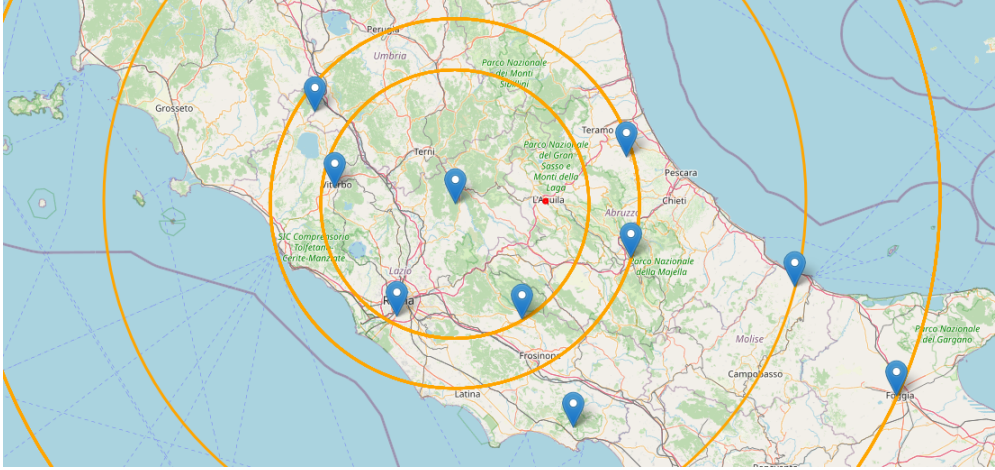 Perugia
Umbria
Parco Nazionale
dei Monti
Sibillini
Grosseto
Teramo
Terni
Parco Nazionale
del Gran
Sasso e
Monti della
Laga
Pescara
Viterbo
L'Aquila
Chieti
Abruzzo
SIC Comprensorio
Tolfetano-
Cerite-Manziate
Parco Nazionale
della Majella
Lazio
Parco Nazionale
del Gargano
Molise
Frosinone
Campobasso
Latina
Foggia